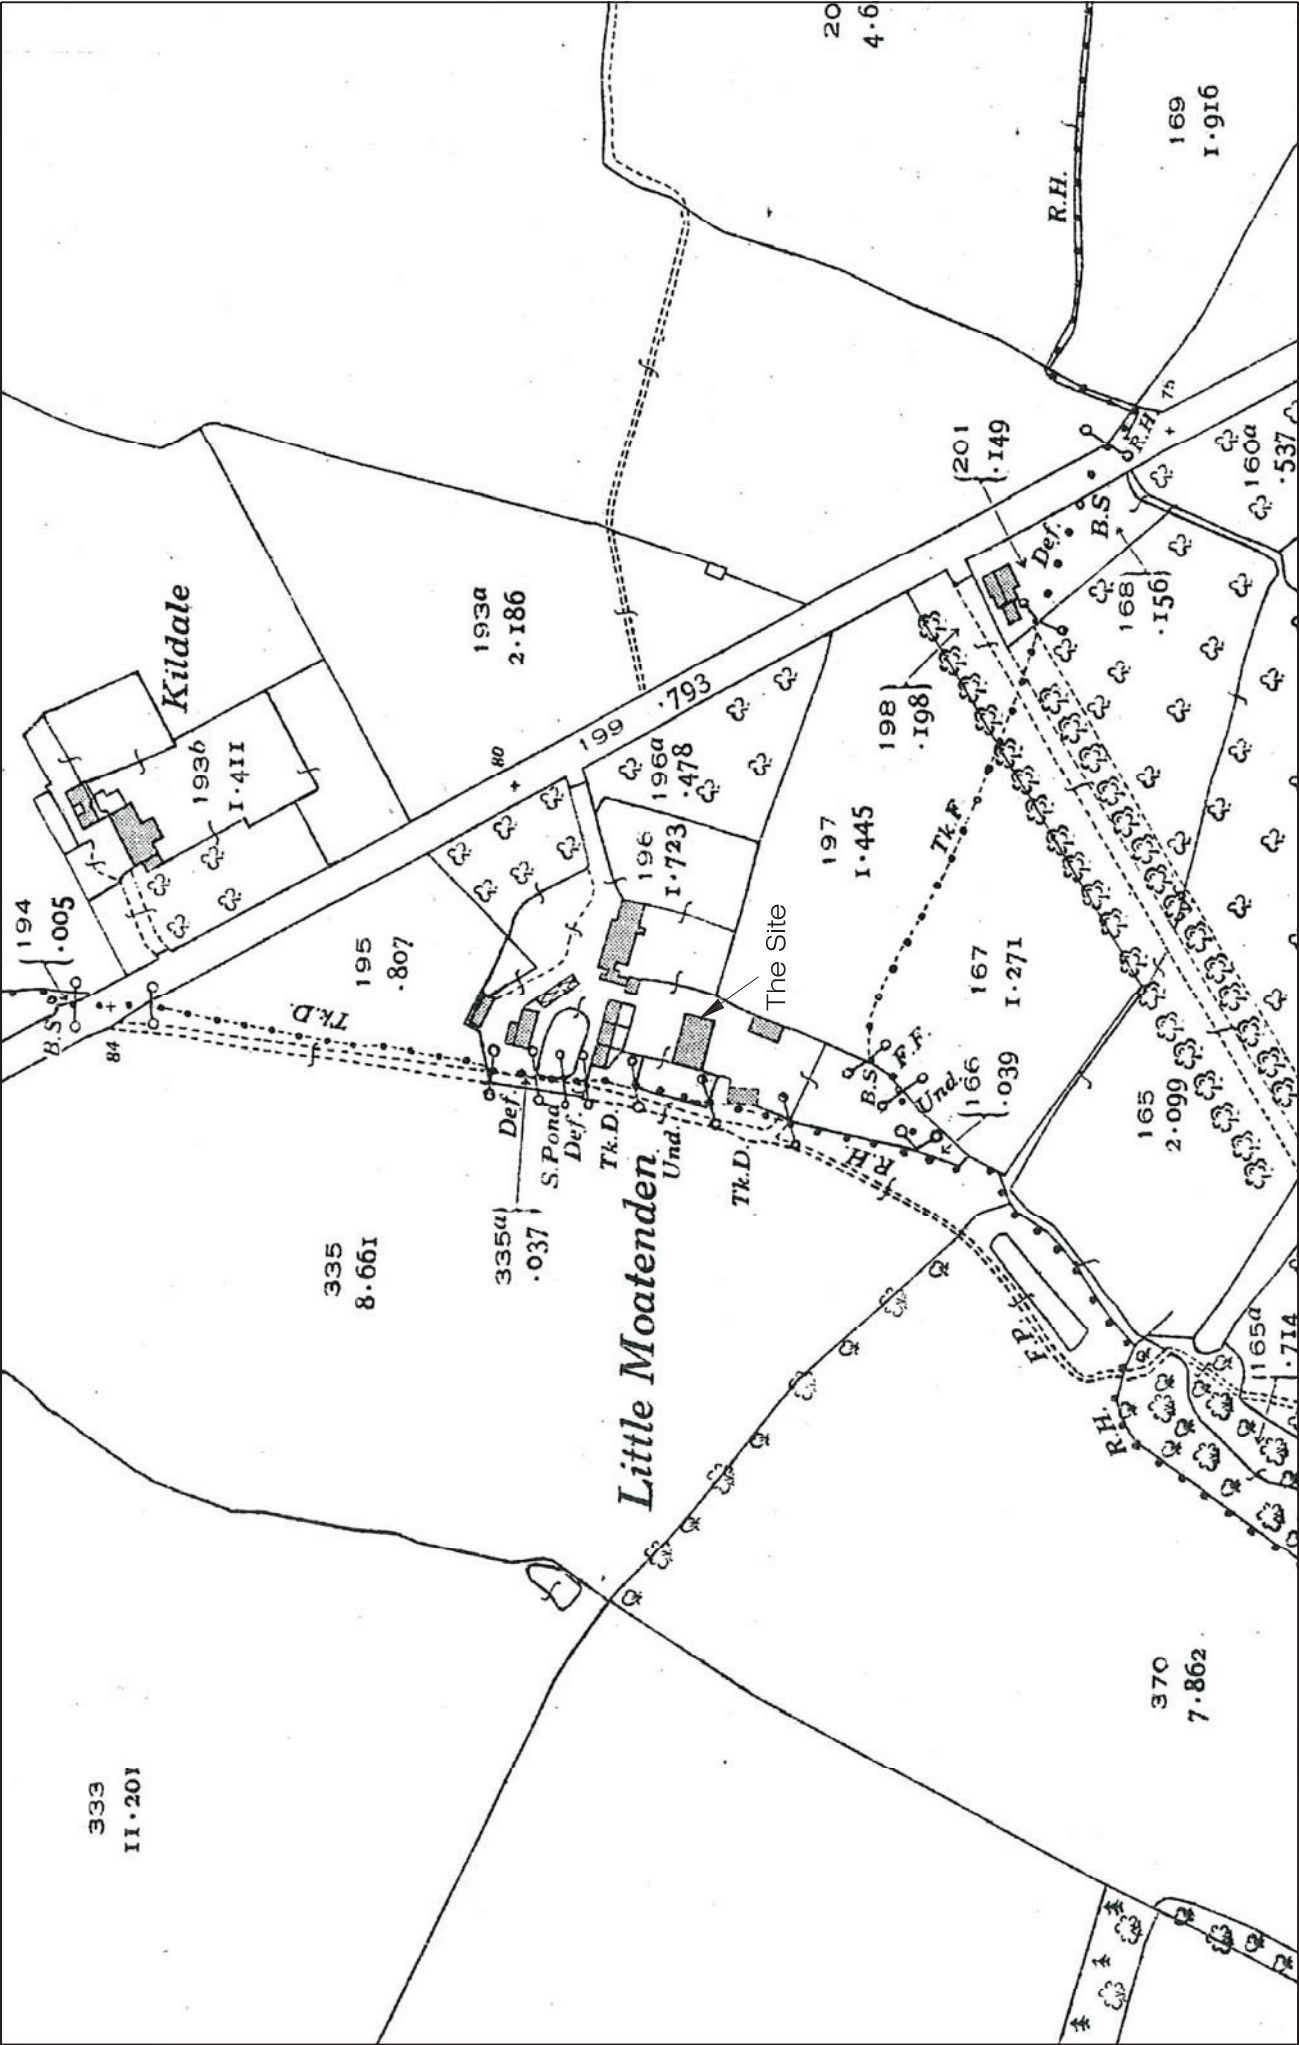 194
.005
B.S
333
11.201
84
Kildale
193b
1.411
Tk.D.
335
8.661
195
.807
193a
2.186
80
335a
.037
Def.
S.Pond
Def.
199 .793
Tk.D.
Little Moatenden
196
1.723
196a
.478
Und.
Tk.D.
The Site
197
1.445
20
4.6
R.H
B.S
198
.198
F.F.
Tk.F
Und.
166
.039
167
1.271
201
.149
F.P.
Def.
R.H.
B.S
R.H.
168
.156
R.H
75
165
2.099
370
7.862
169
1.916
165a
1.714
160a
.537